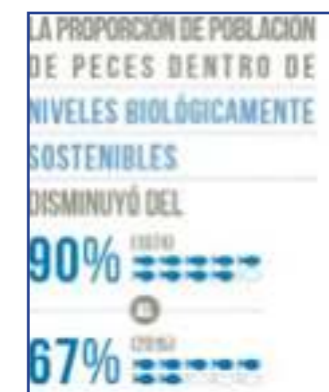 LA PROPORCIÓN DE POBLACIÓN
DE PECES DENTRO DE
NIVELES BIOLÓGICAMENTE
SOSTENIBLES
DISMINUYÓ DEL
90%
67%